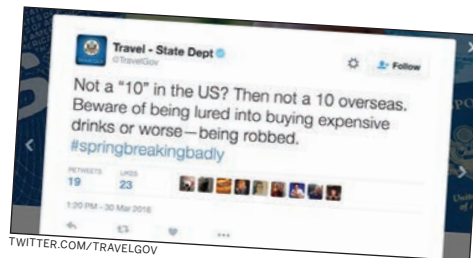 Travel - State Dept
@TravelGov
Follow
Not a "10" in the US? Then not a 10 overseas.
Beware of being lured into buying expensive
drinks or worse—being robbed.
#springbreakingbadly
RETWEETS LIKES
19 23
1:20 PM - 30 Mar 2016
TWITTER.COM/TRAVELGOV